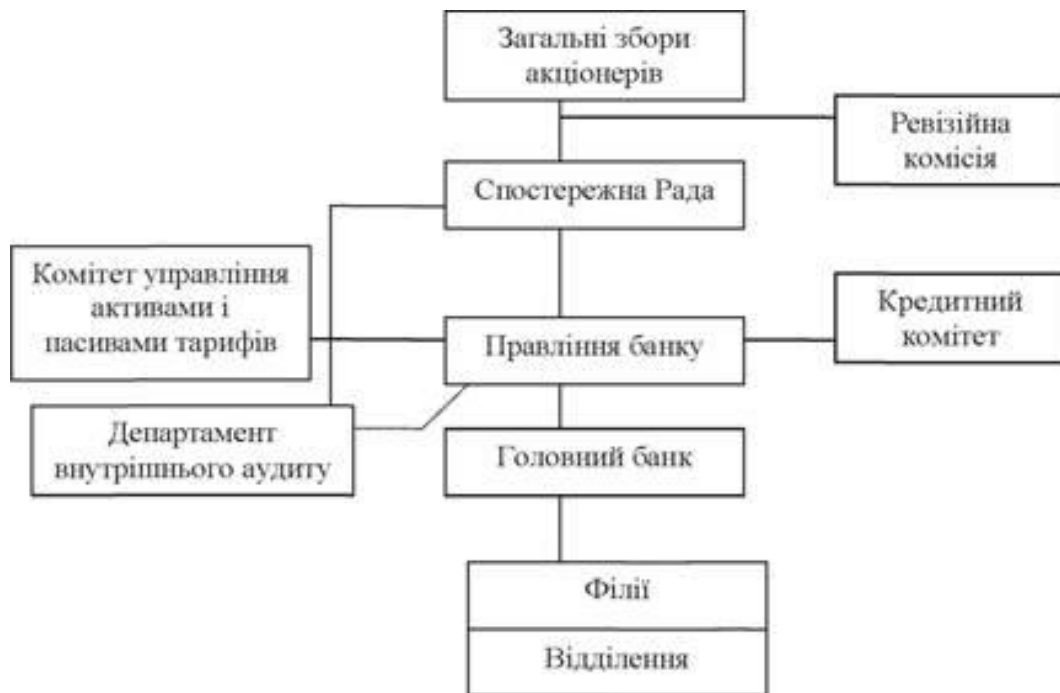 Загальні збори
акціонерів
Ревізійна
комісія
Спостережна Рада
Комітет управління
активами і
пасивами тарифів
Правління банку
Кредитний
комітет
Департамент
внутрішнього аудиту
Головний банк
Філії
Відділення